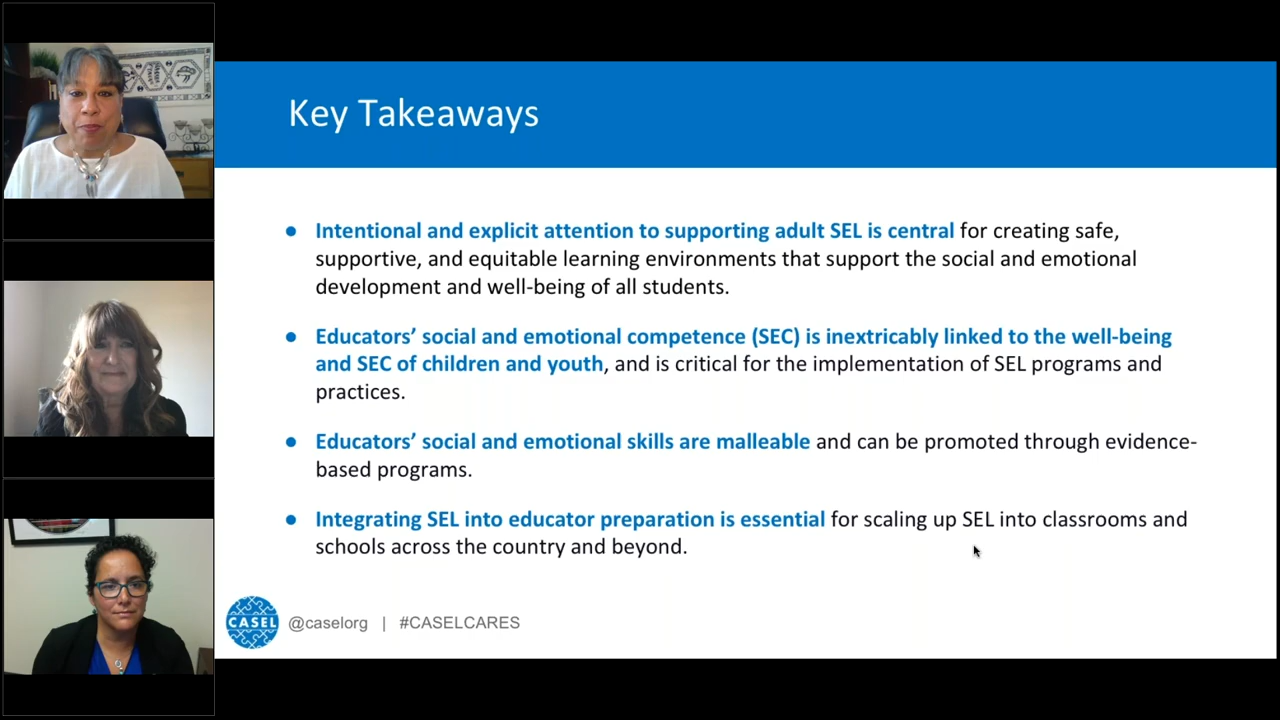 Key Takeaways
● Intentional and explicit attention to supporting adult SEL is central for creating safe,
supportive, and equitable learning environments that support the social and emotional
development and well-being of all students.
● Educators’ social and emotional competence (SEC) is inextricably linked to the well-being
and SEC of children and youth, and is critical for the implementation of SEL programs and
practices.
● Educators’ social and emotional skills are malleable and can be promoted through evidence-
based programs.
● Integrating SEL into educator preparation is essential for scaling up SEL into classrooms and
schools across the country and beyond.
CASEL @caselorg | #CASELCARES